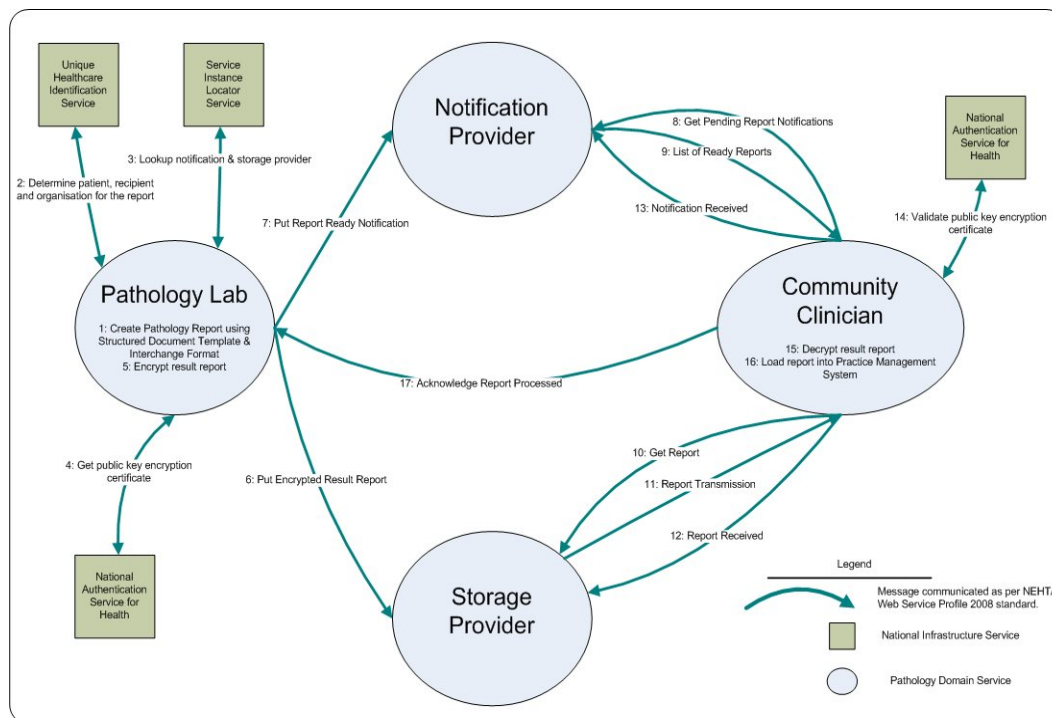 Unique
Healthcare
Identification
Service
Service
Instance
Locator
Service
Notification
Provider
National
Authentication
Service for
Health
8: Get Pending Report Notifications
9: List of Ready Reports
13: Notification Received
3: Lookup notification & storage provider
2: Determine patient, recipient
and organisation for the report
7: Put Report Ready Notification
14: Validate public key encryption
certificate
Pathology Lab
1: Create Pathology Report using
Structured Document Template &
Interchange Format
5: Encrypt result report
Community
Clinician
15: Decrypt result report
16: Load report into Practice Management
System
17: Acknowledge Report Processed
4: Get public key encryption
certificate
6: Put Encrypted Result Report
10: Get Report
11: Report Transmission
12: Report Received
National
Authentication
Service for
Health
Storage
Provider
Legend
Message communicated as per NEHTA
Web Service Profile 2008 standard.
National Infrastructure Service
Pathology Domain Service